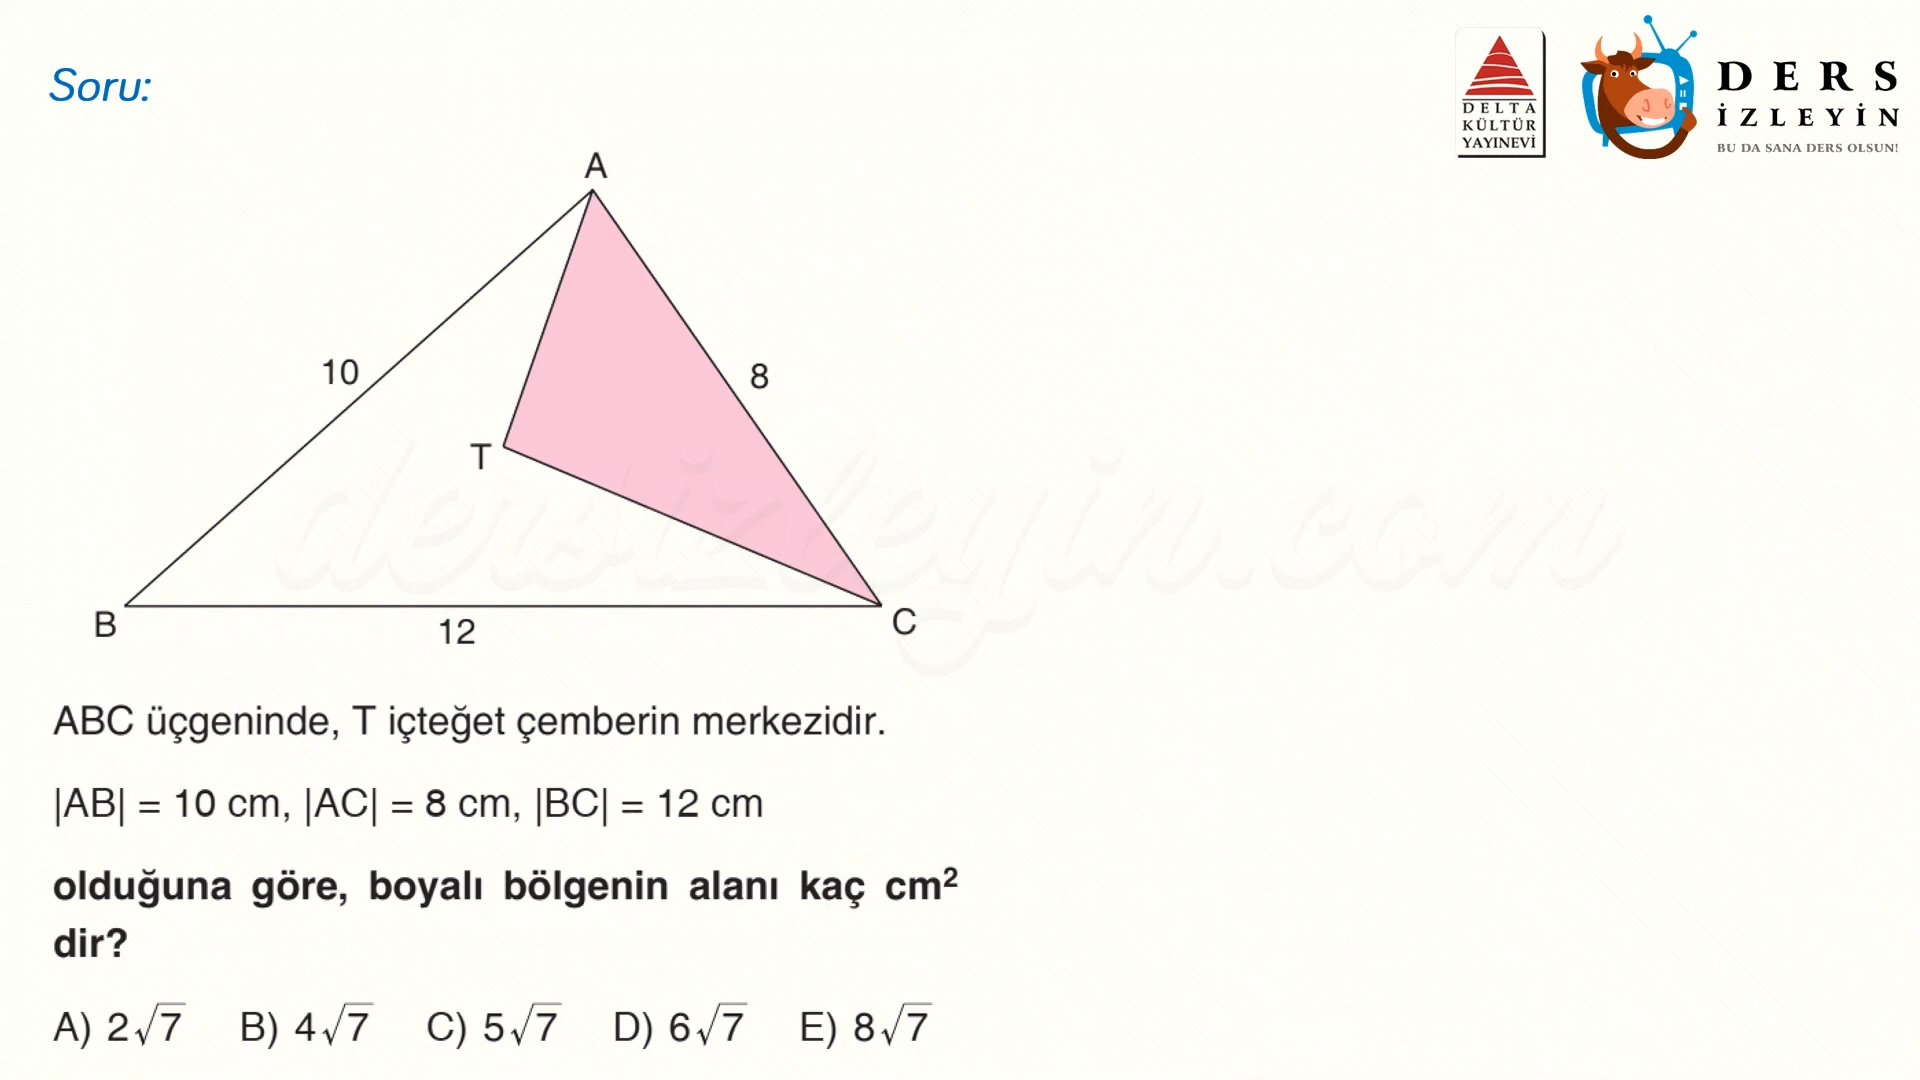 Soru:
DELTA
KÜLTÜR
YAYINEVİ
DERS
İZLEYİN
BU DA SANA DERS OLSUN!
A
10
8
T
B
12
C
dersizleyin.com
ABC üçgeninde, T içteğet çemberin merkezidir.
|AB| = 10 cm, |AC| = 8 cm, |BC| = 12 cm
olduğuna göre, boyalı bölgenin alanı kaç cm²
dir?
A) 2√7 B) 4√7 C) 5√7 D) 6√7 E) 8√7